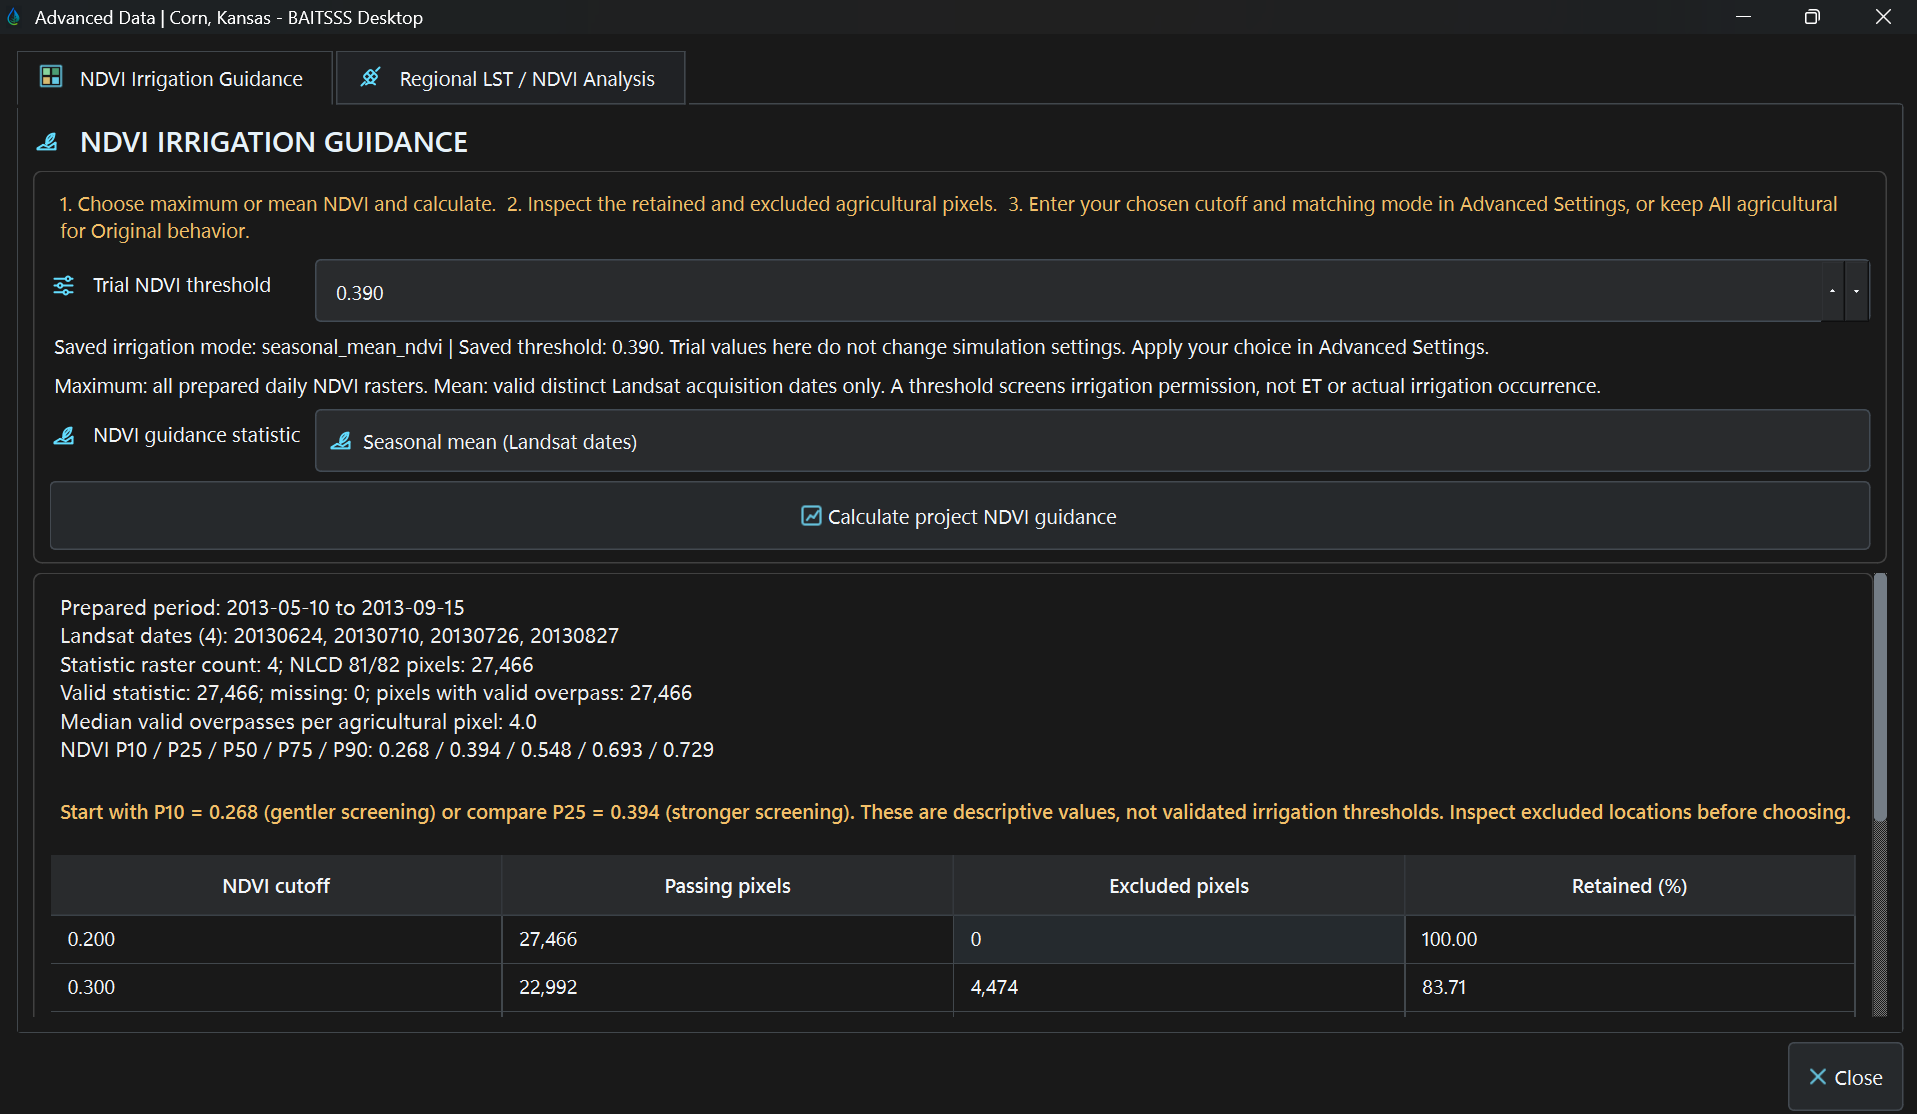 Advanced Data | Corn, Kansas - BAITSSS Desktop
NDVI Irrigation Guidance
Regional LST / NDVI Analysis
NDVI IRRIGATION GUIDANCE
1. Choose maximum or mean NDVI and calculate.  2. Inspect the retained and excluded agricultural pixels.  3. Enter your chosen cutoff and matching mode in Advanced Settings, or keep All agricultural
for Original behavior.
Trial NDVI threshold
0.390
Saved irrigation mode: seasonal_mean_ndvi | Saved threshold: 0.390. Trial values here do not change simulation settings. Apply your choice in Advanced Settings.
Maximum: all prepared daily NDVI rasters. Mean: valid distinct Landsat acquisition dates only. A threshold screens irrigation permission, not ET or actual irrigation occurrence.
NDVI guidance statistic
Seasonal mean (Landsat dates)
Calculate project NDVI guidance
Prepared period: 2013-05-10 to 2013-09-15
Landsat dates (4): 20130624, 20130710, 20130726, 20130827
Statistic raster count: 4; NLCD 81/82 pixels: 27,466
Valid statistic: 27,466; missing: 0; pixels with valid overpass: 27,466
Median valid overpasses per agricultural pixel: 4.0
NDVI P10 / P25 / P50 / P75 / P90: 0.268 / 0.394 / 0.548 / 0.693 / 0.729
Start with P10 = 0.268 (gentler screening) or compare P25 = 0.394 (stronger screening). These are descriptive values, not validated irrigation thresholds. Inspect excluded locations before choosing.
NDVI cutoff Passing pixels Excluded pixels Retained (%)
0.200 27,466 0 100.00
0.300 22,992 4,474 83.71
Close